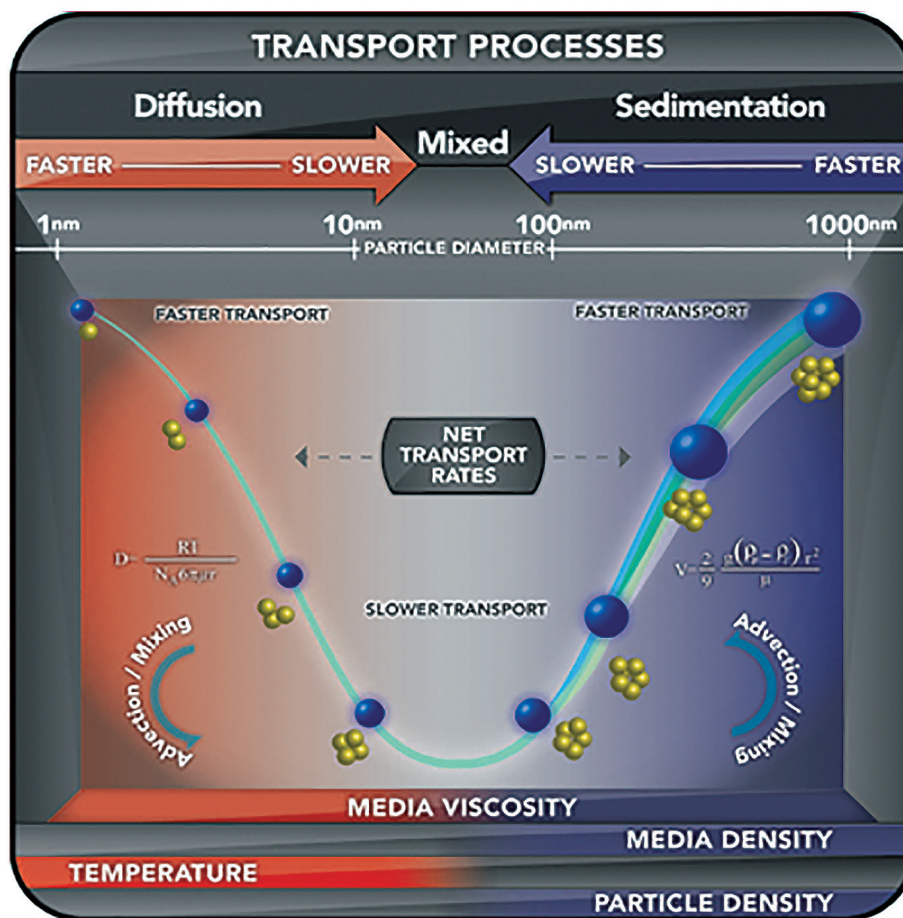 TRANSPORT PROCESSES
Diffusion
Sedimentation
Mixed
FASTER
SLOWER
SLOWER
FASTER
1nm
10nm
100nm
1000nm
PARTICLE DIAMETER
FASTER TRANSPORT
FASTER TRANSPORT
NET
TRANSPORT
RATES
SLOWER TRANSPORT
Advection / Mixing
Advection / Mixing
MEDIA VISCOSITY
MEDIA DENSITY
TEMPERATURE
PARTICLE DENSITY